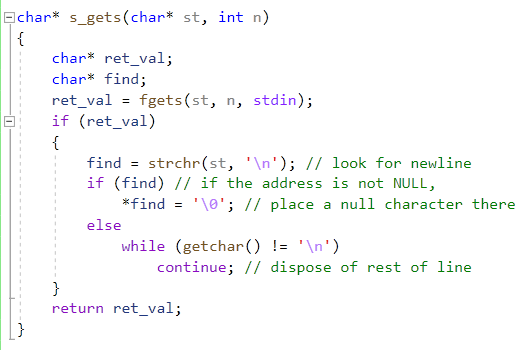 char* s_gets(char* st, int n)
{
    char* ret_val;
    char* find;
    ret_val = fgets(st, n, stdin);
    if (ret_val)
    {
        find = strchr(st, '\n'); // look for newline
        if (find) // if the address is not NULL,
            *find = '\0'; // place a null character there
        else
            while (getchar() != '\n')
                continue; // dispose of rest of line
    }
    return ret_val;
}